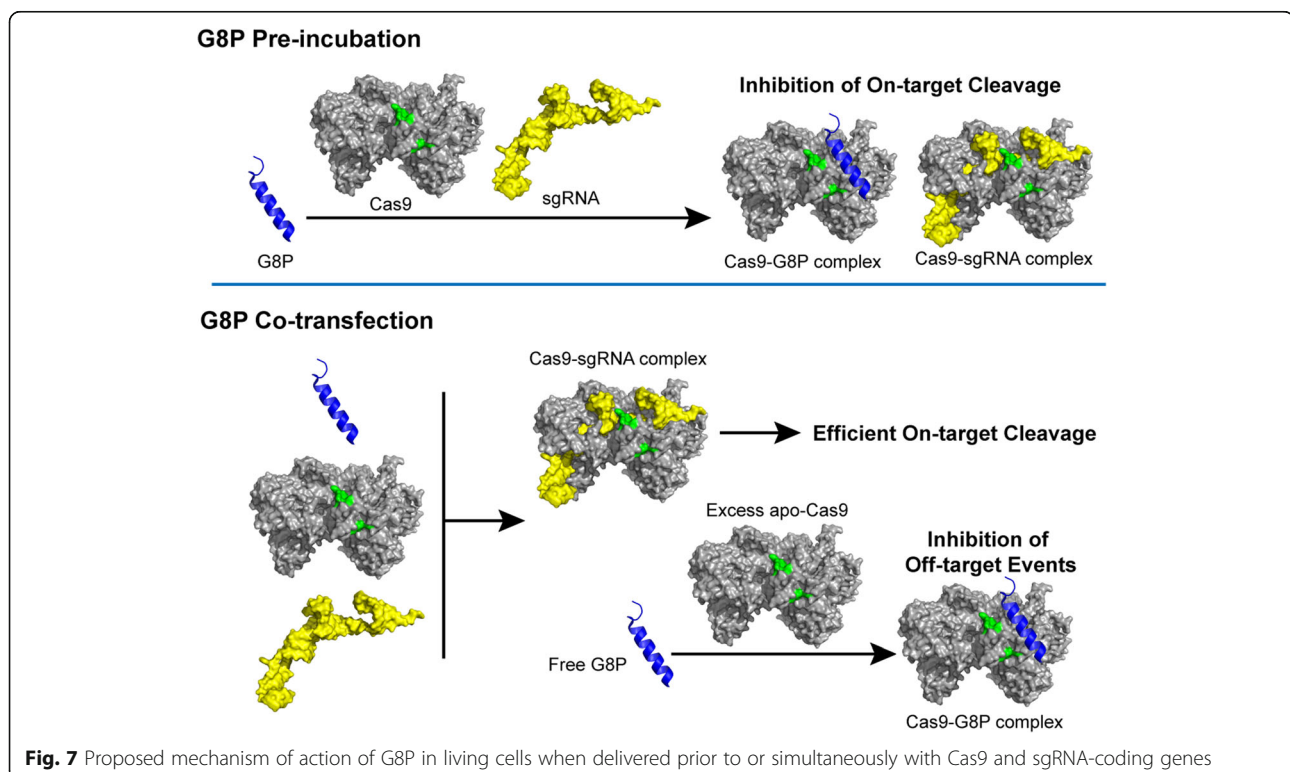 G8P Pre-incubation
Inhibition of On-target Cleavage
Cas9
sgRNA
G8P
Cas9-G8P complex
Cas9-sgRNA complex
G8P Co-transfection
Cas9-sgRNA complex
Efficient On-target Cleavage
Excess apo-Cas9
Inhibition of
Off-target Events
Free G8P
Cas9-G8P complex
Fig. 7 Proposed mechanism of action of G8P in living cells when delivered prior to or simultaneously with Cas9 and sgRNA-coding genes